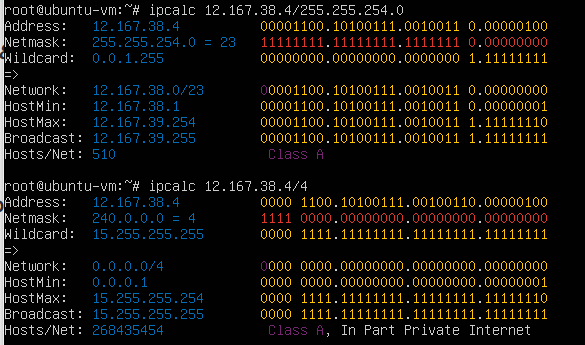 root@ubuntu-vm:~# ipcalc 12.167.38.4/255.255.254.0
Address:   12.167.38.4          00001100.10100111.0010011 0.00000100
Netmask:   255.255.254.0 = 23   11111111.11111111.1111111 0.00000000
Wildcard:  0.0.1.255            00000000.00000000.0000000 1.11111111
=>
Network:   12.167.38.0/23       00001100.10100111.0010011 0.00000000
HostMin:   12.167.38.1          00001100.10100111.0010011 0.00000001
HostMax:   12.167.39.254        00001100.10100111.0010011 1.11111110
Broadcast: 12.167.39.255        00001100.10100111.0010011 1.11111111
Hosts/Net: 510                   Class A
root@ubuntu-vm:~# ipcalc 12.167.38.4/4
Address:   12.167.38.4          0000 1100.10100111.00100110.00000100
Netmask:   240.0.0.0 = 4        1111 0000.00000000.00000000.00000000
Wildcard:  15.255.255.255       0000 1111.11111111.11111111.11111111
=>
Network:   0.0.0.0/4            0000 0000.00000000.00000000.00000000
HostMin:   0.0.0.1              0000 0000.00000000.00000000.00000001
HostMax:   15.255.255.254       0000 1111.11111111.11111111.11111110
Broadcast: 15.255.255.255       0000 1111.11111111.11111111.11111111
Hosts/Net: 268435454             Class A, In Part Private Internet